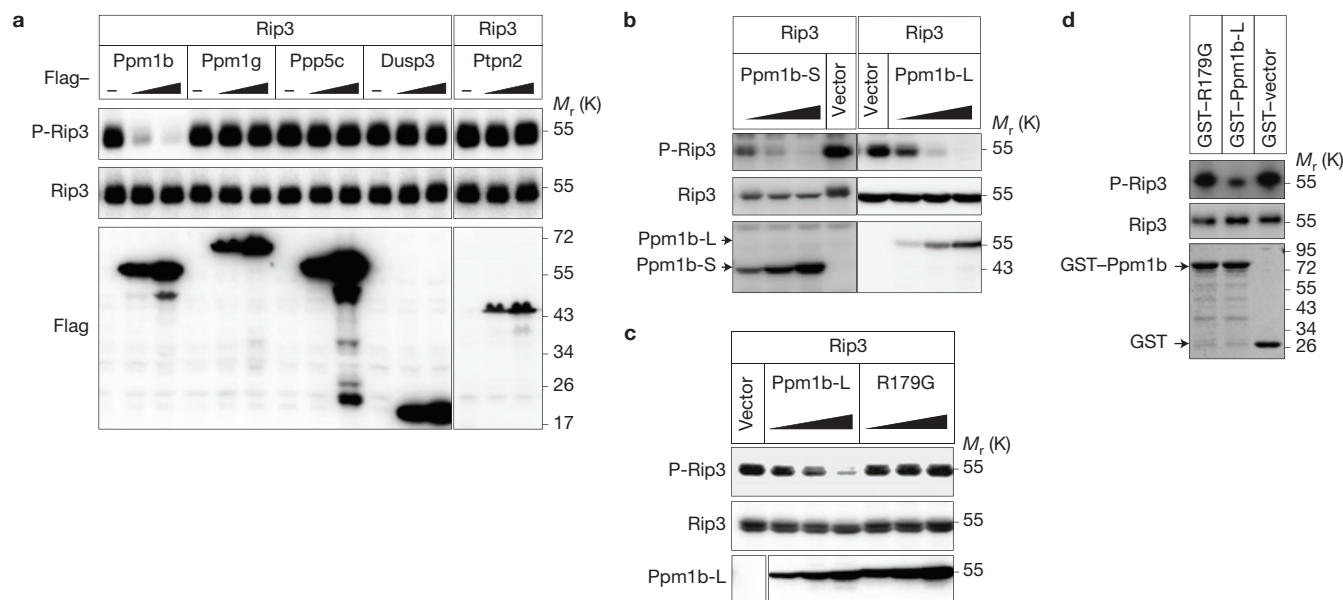 a
Rip3
Rip3
Flag–
Ppm1b
Ppm1g
Ppp5c
Dusp3
Ptpn2
–
–
–
–
–
Mr (K)
P-Rip3
55
Rip3
55
Flag
72
55
43
34
26
17
b
Rip3
Rip3
Ppm1b-S
Vector
Vector
Ppm1b-L
Mr (K)
P-Rip3
55
Rip3
55
Ppm1b-L
55
Ppm1b-S
43
c
Rip3
Vector
Ppm1b-L
R179G
Mr (K)
P-Rip3
55
Rip3
55
Ppm1b-L
55
d
GST–R179G
GST–Ppm1b-L
GST–vector
Mr (K)
P-Rip3
55
Rip3
55
95
GST–Ppm1b
72
55
43
34
GST
26